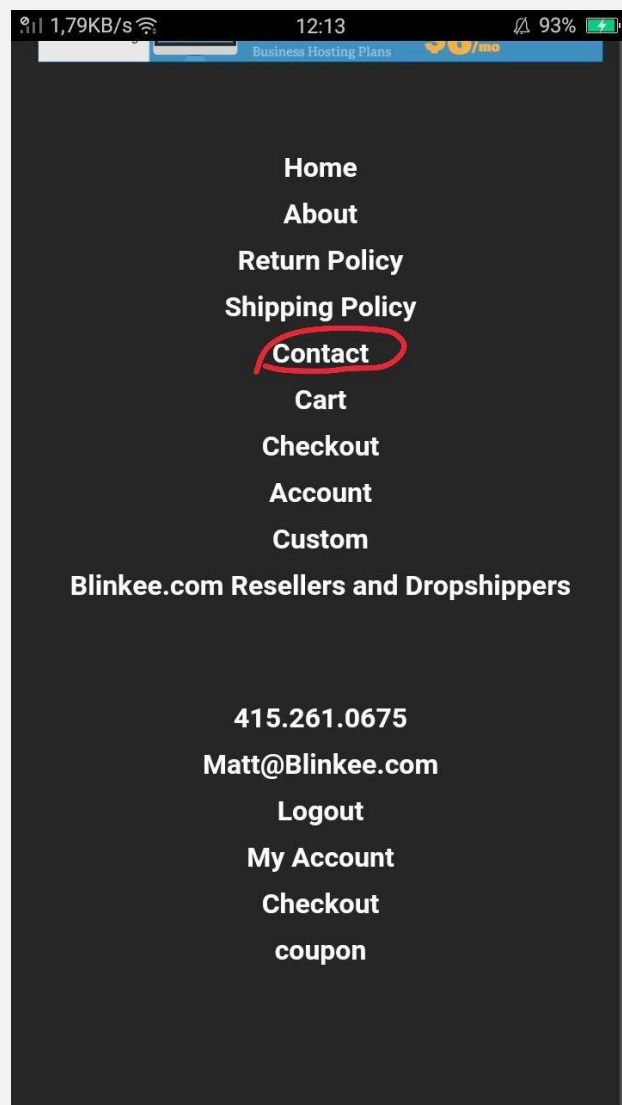 1,79KB/s 12:13 93%
Business Hosting Plans /mo
Home
About
Return Policy
Shipping Policy
Contact
Cart
Checkout
Account
Custom
Blinkee.com Resellers and Dropshippers
415.261.0675
Matt@Blinkee.com
Logout
My Account
Checkout
coupon